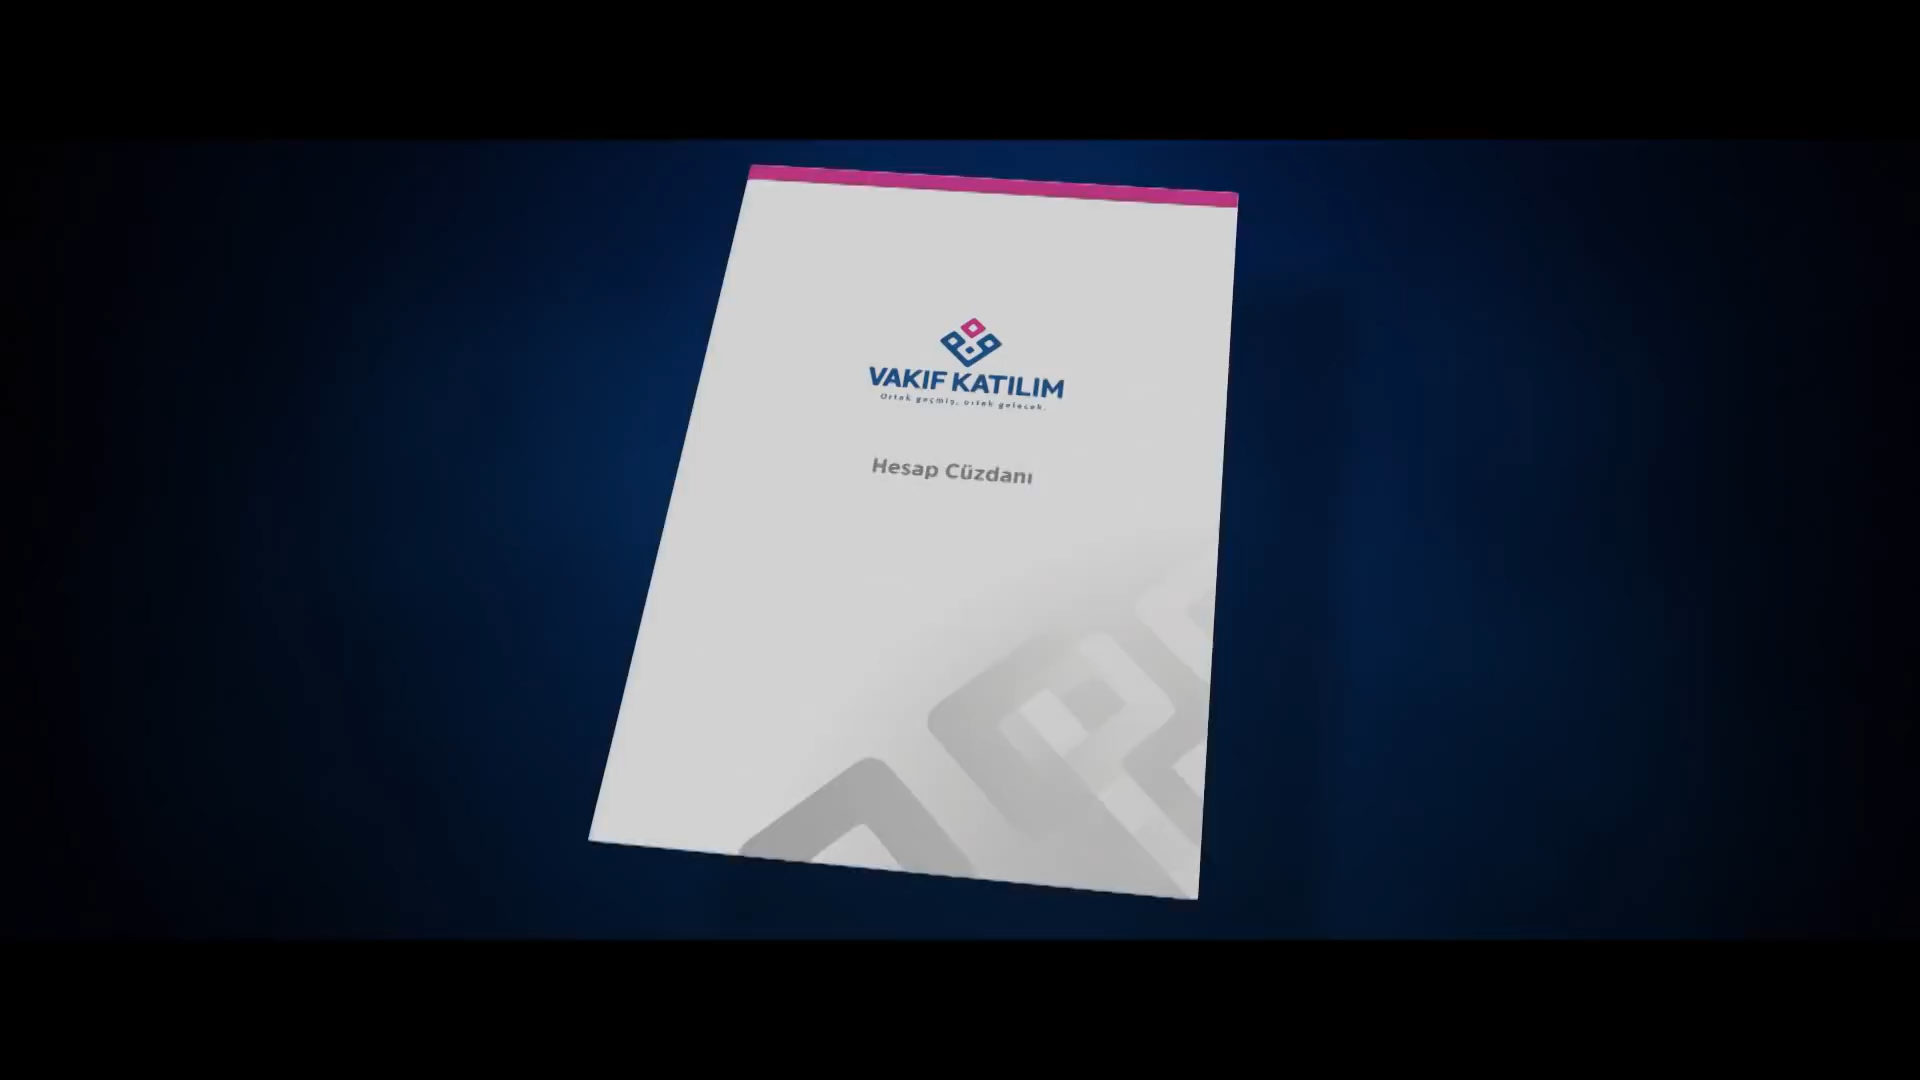 VAKIF KATILIM
Ortak geçmiş, ortak gelecek.
Hesap Cüzdanı